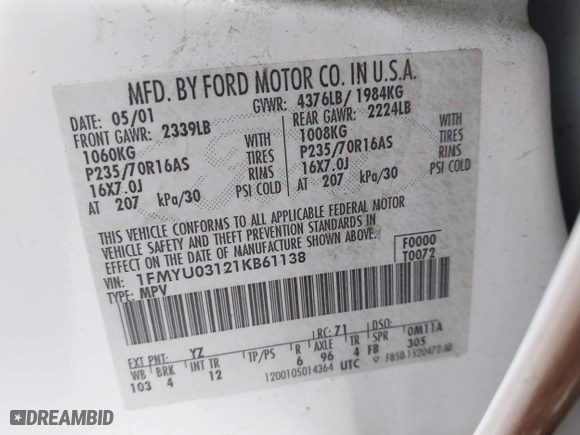 MFD. BY FORD MOTOR CO. IN U.S.A.
DATE: 05/01 GVWR: 4376LB/ 1984KG
FRONT GAWR: 2339LB REAR GAWR: 2224LB
1060KG WITH 1008KG WITH
P235/70R16AS TIRES P235/70R16AS TIRES
16X7.0J RIMS 16X7.0J RIMS
AT 207 kPa/30 PSI COLD AT 207 kPa/30 PSI COLD
THIS VEHICLE CONFORMS TO ALL APPLICABLE FEDERAL MOTOR
VEHICLE SAFETY AND THEFT PREVENTION STANDARDS IN
EFFECT ON THE DATE OF MANUFACTURE SHOWN ABOVE.
VIN: 1FMYU03121KB61138 F0000
TYPE: MPV T0072
EXT PNT: YZ LRC: 71 DSO:
WB BRK INT TR TP/PS R AXLE TR SPR 0M11A
103 4 12 6 96 4 FB 305
1200105014364 UTC
DREAMBID